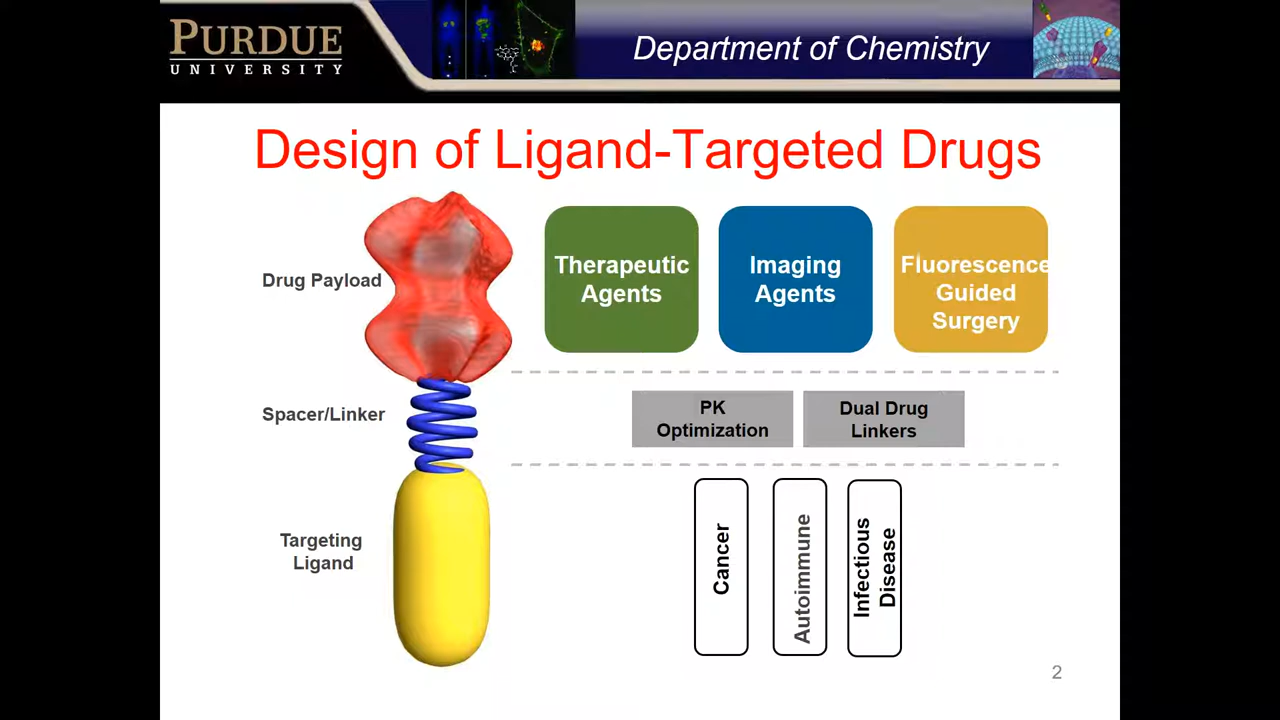 PURDUE
UNIVERSITY
Department of Chemistry
Design of Ligand-Targeted Drugs
Drug Payload
Therapeutic
Agents
Imaging
Agents
Fluorescence
Guided
Surgery
Spacer/Linker
PK
Optimization
Dual Drug
Linkers
Targeting
Ligand
Cancer
Autoimmune
Infectious
Disease
2